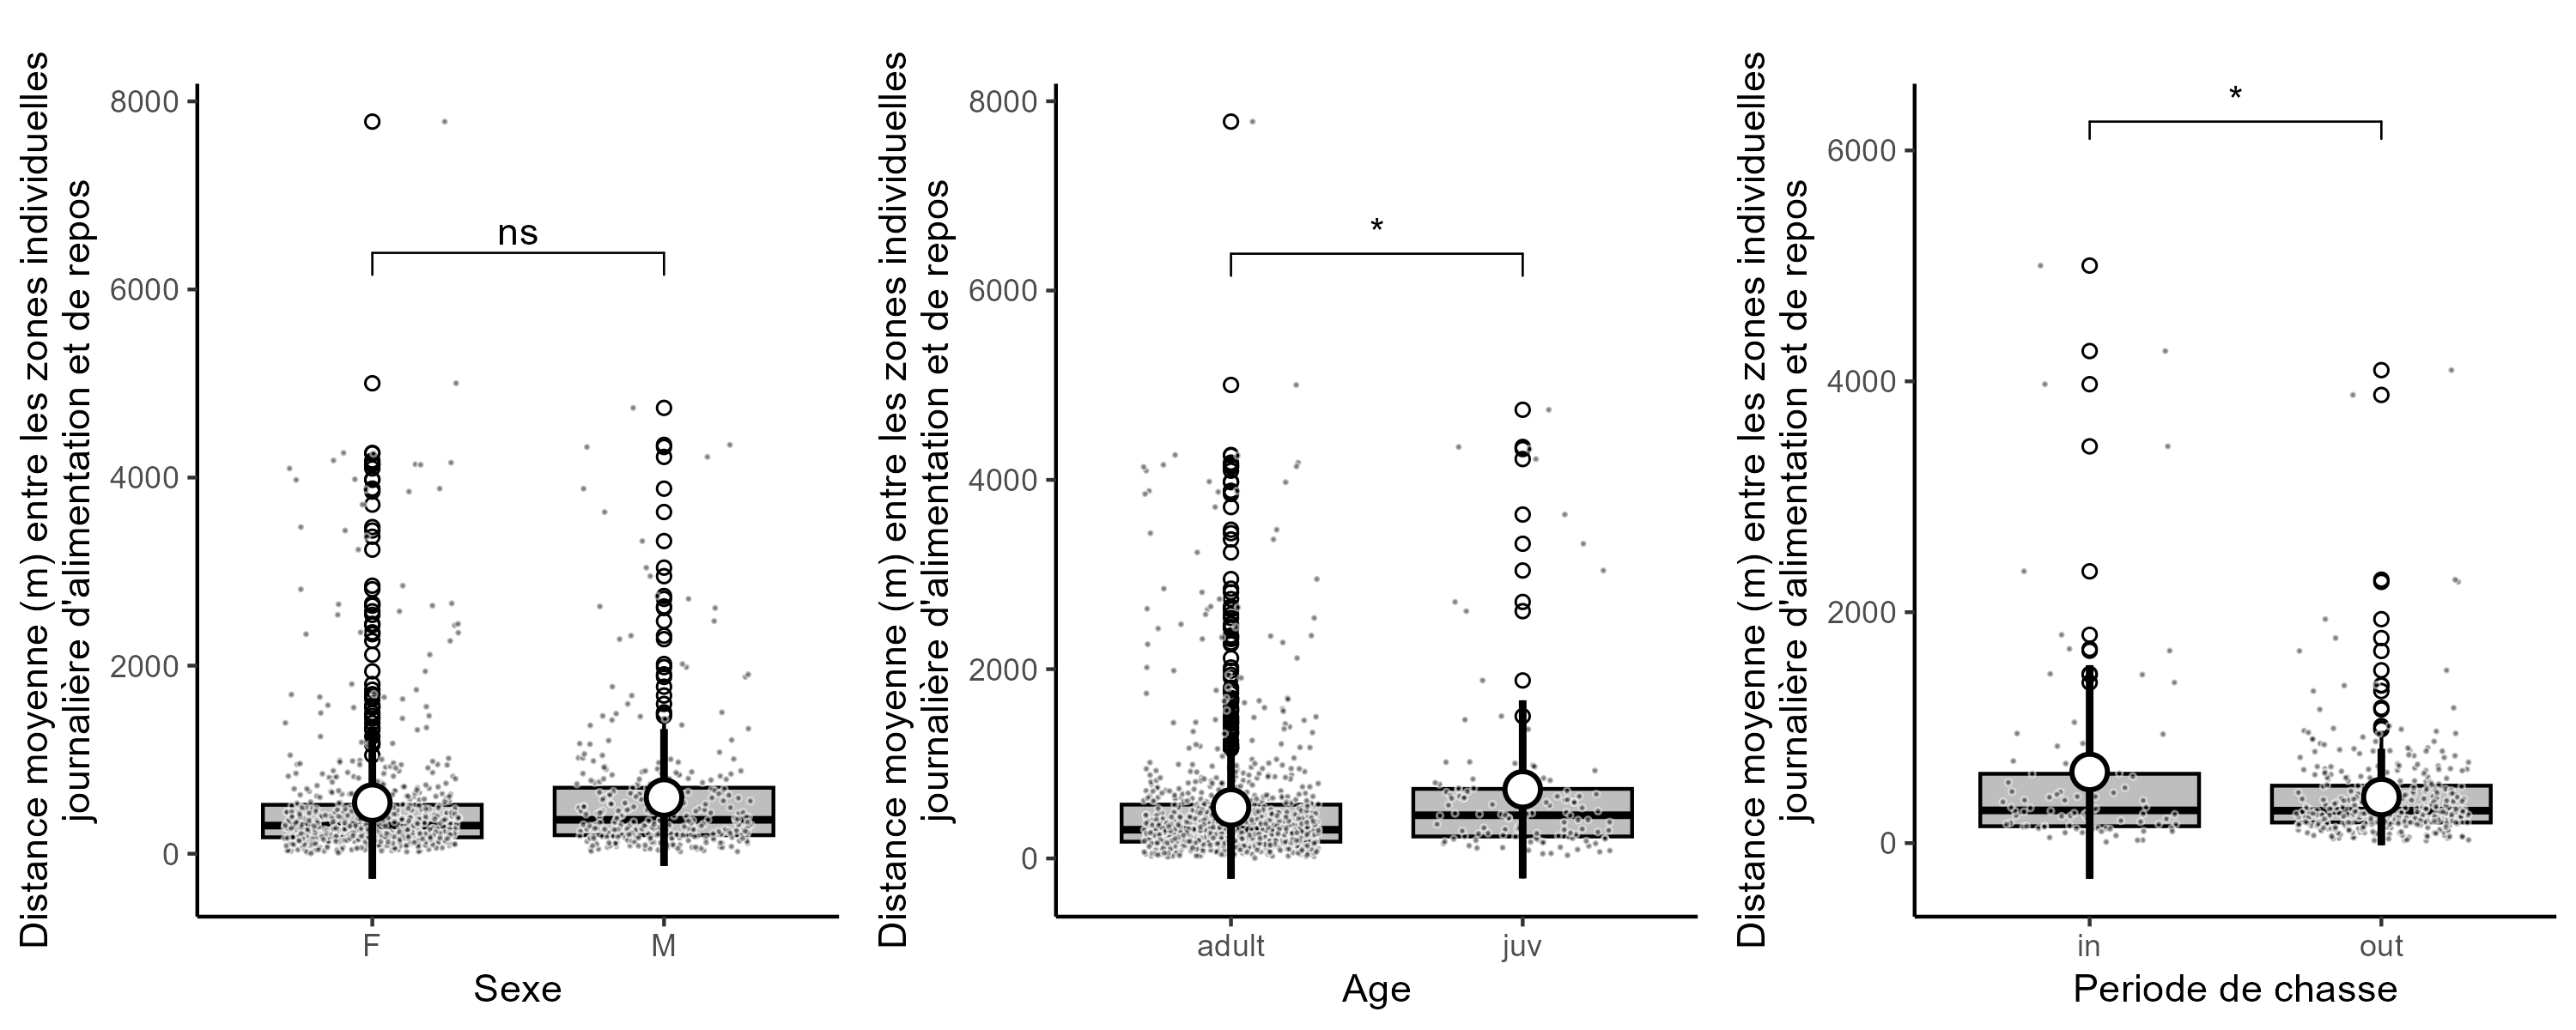 Distance moyenne (m) entre les zones individuelles
journalière d'alimentation et de repos
8000
6000
4000
2000
0
ns
F
M
Sexe
Distance moyenne (m) entre les zones individuelles
journalière d'alimentation et de repos
8000
6000
4000
2000
0
*
adult
juv
Age
Distance moyenne (m) entre les zones individuelles
journalière d'alimentation et de repos
6000
4000
2000
0
*
in
out
Periode de chasse